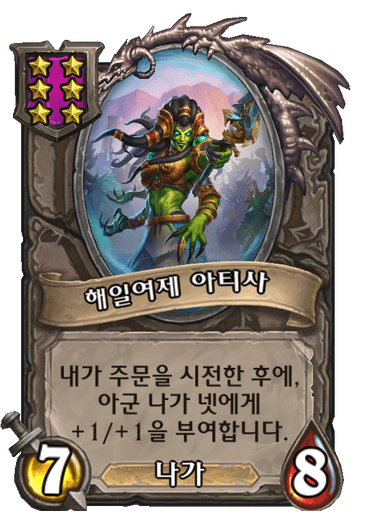 해일여제 아티사
내가 주문을 시전한 후에,
아군 나가 넷에게
+1/+1을 부여합니다.
나가
7
8